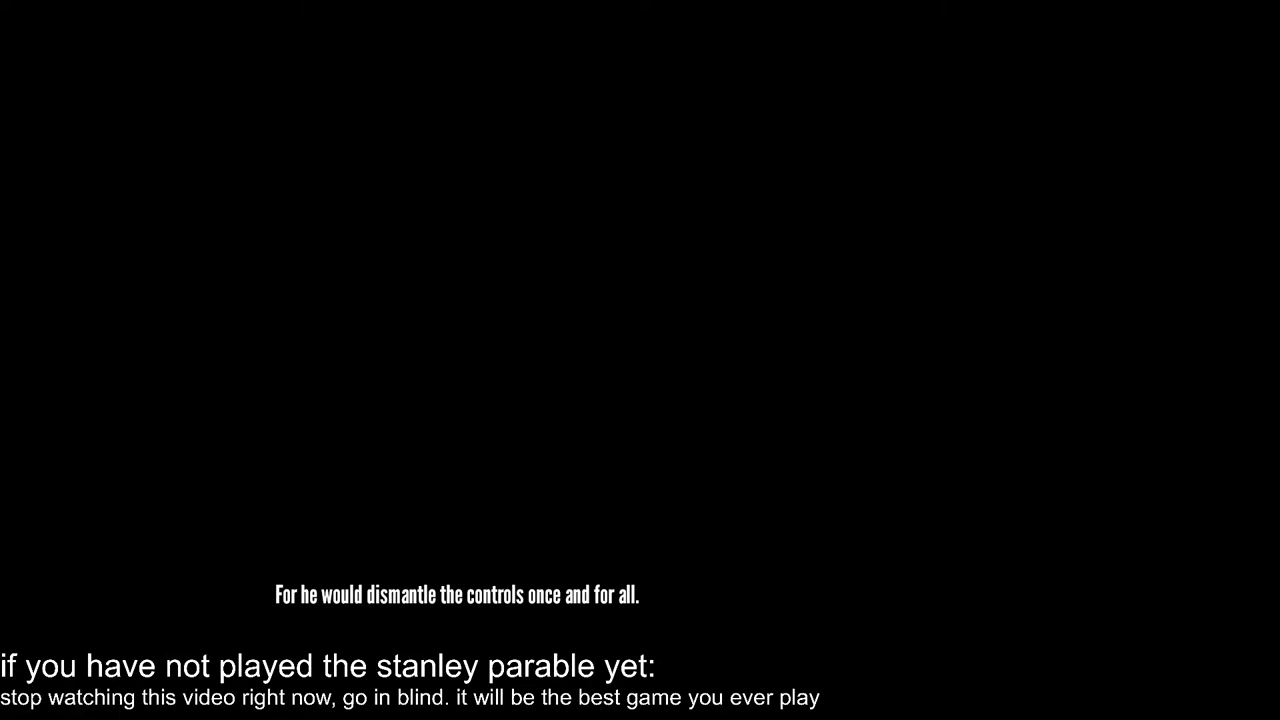 For he would dismantle the controls once and for all.
if you have not played the stanley parable yet:
stop watching this video right now, go in blind. it will be the best game you ever play